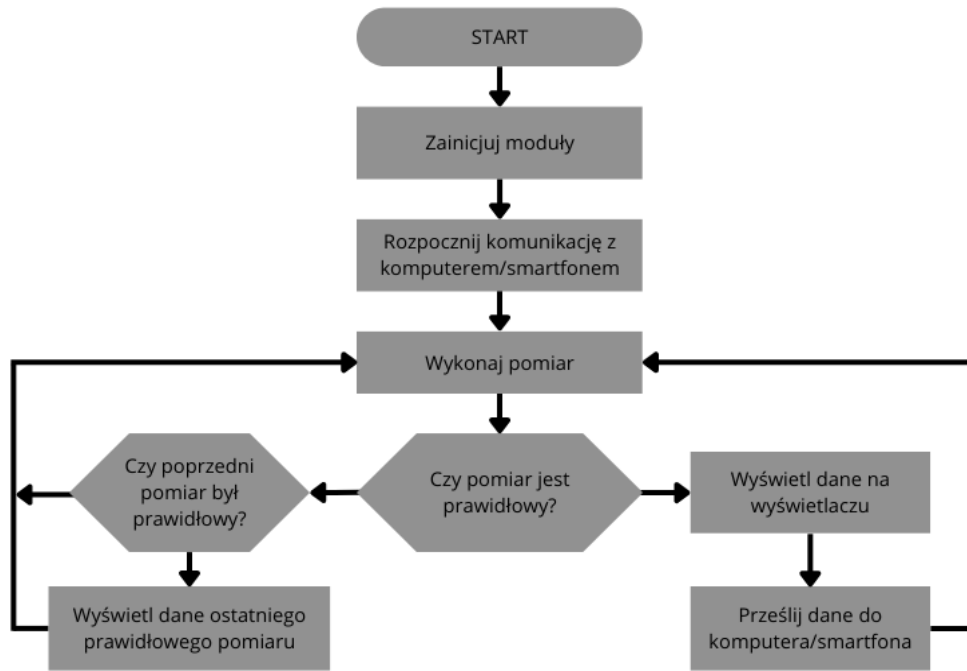 START
Zainicjuj moduły
Rozpocznij komunikację z
komputerem/smartfonem
Wykonaj pomiar
Czy poprzedni
pomiar był
prawidłowy?
Czy pomiar jest
prawidłowy?
Wyświetl dane na
wyświetlaczu
Wyświetl dane ostatniego
prawidłowego pomiaru
Prześlij dane do
komputera/smartfona